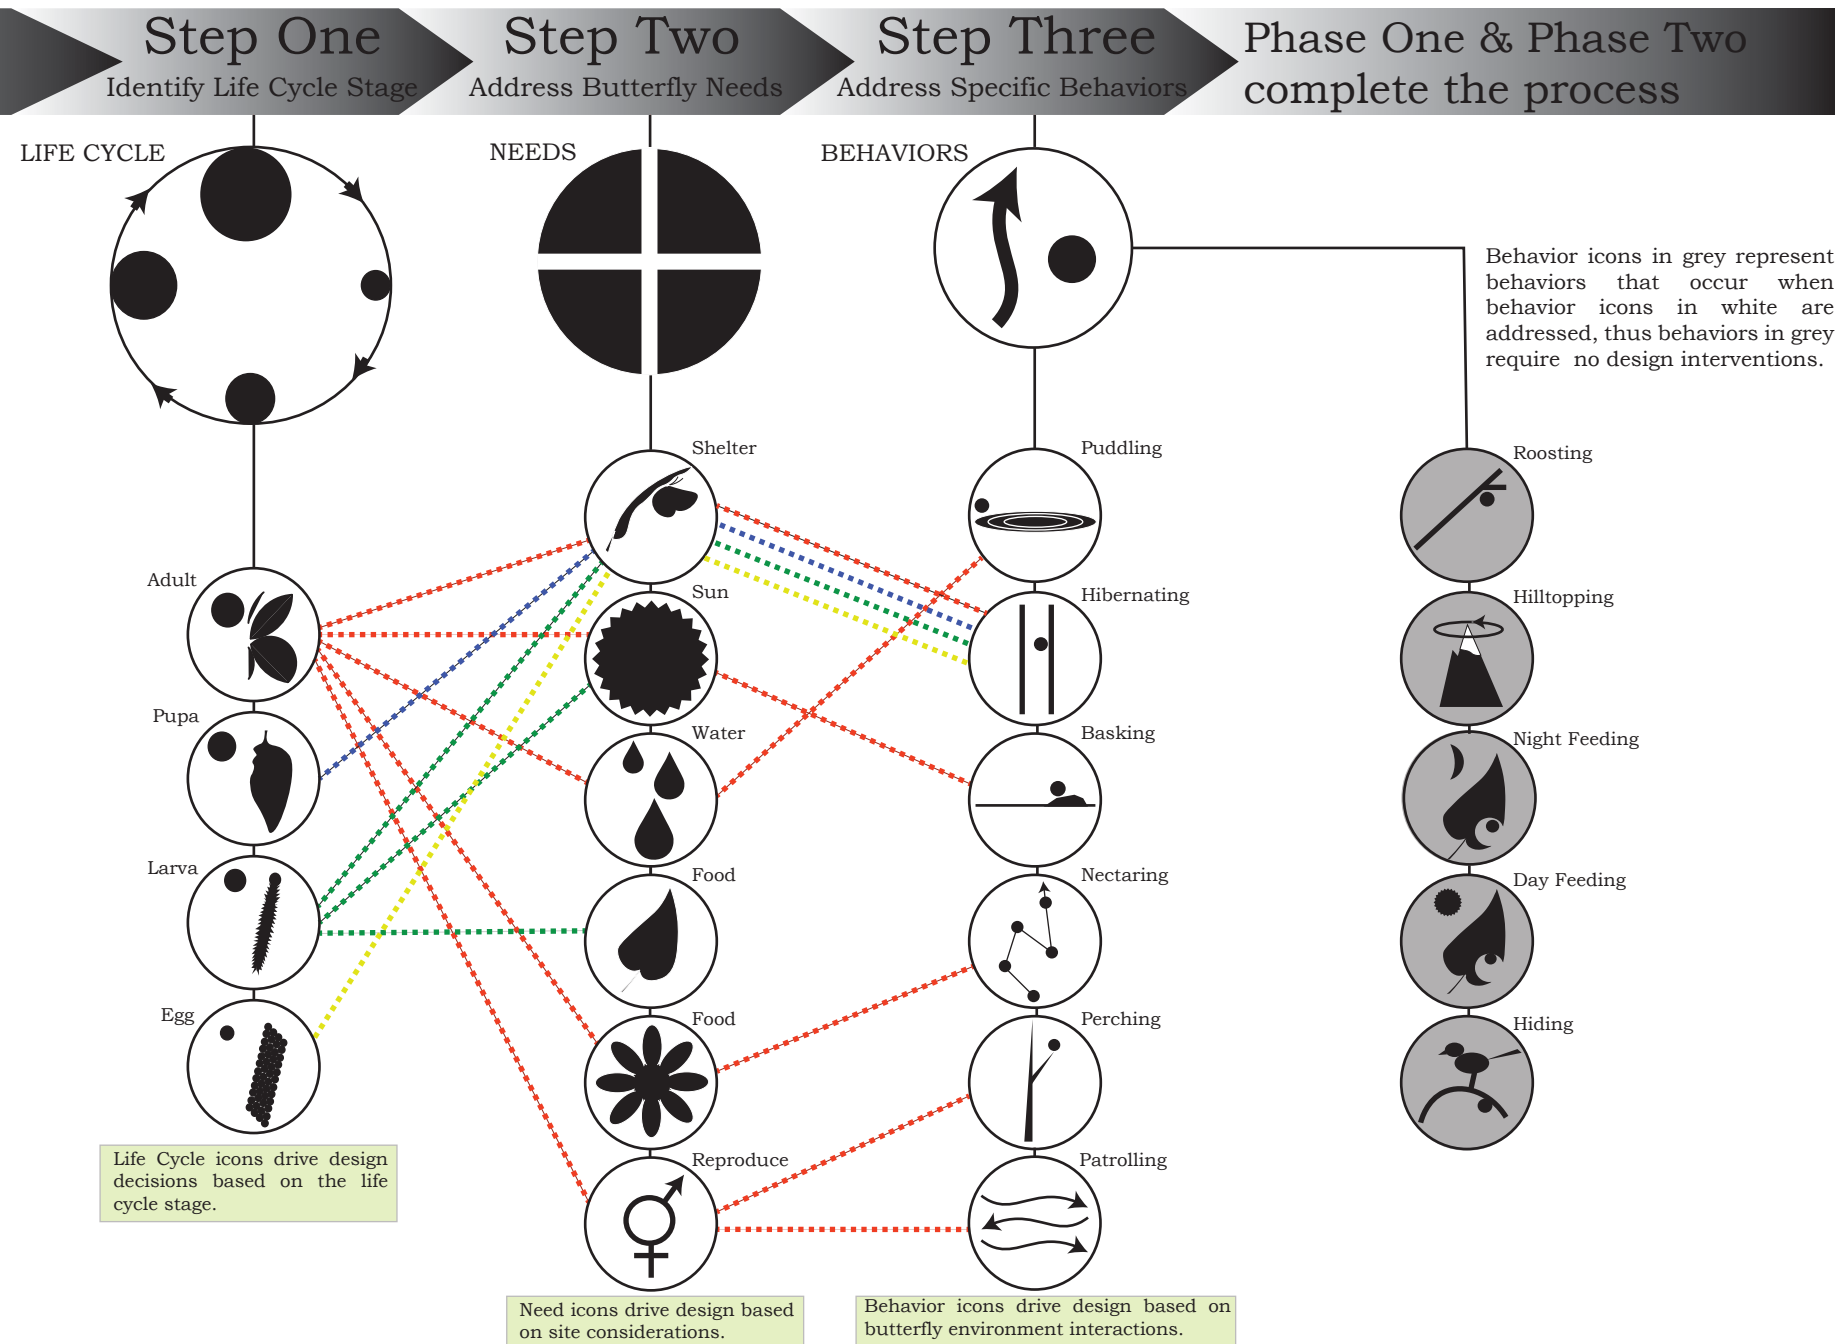 Step One
Identify Life Cycle Stage
Step Two
Address Butterfly Needs
Step Three
Address Specific Behaviors
Phase One & Phase Two
complete the process
LIFE CYCLE
NEEDS
BEHAVIORS
Behavior icons in grey represent
behaviors that occur when
behavior icons in white are
addressed, thus behaviors in grey
require no design interventions.
Adult
Pupa
Larva
Egg
Life Cycle icons drive design
decisions based on the life
cycle stage.
Shelter
Sun
Water
Food
Food
Reproduce
Need icons drive design based
on site considerations.
Puddling
Hibernating
Basking
Nectaring
Perching
Patrolling
Behavior icons drive design based on
butterfly environment interactions.
Roosting
Hilltopping
Night Feeding
Day Feeding
Hiding